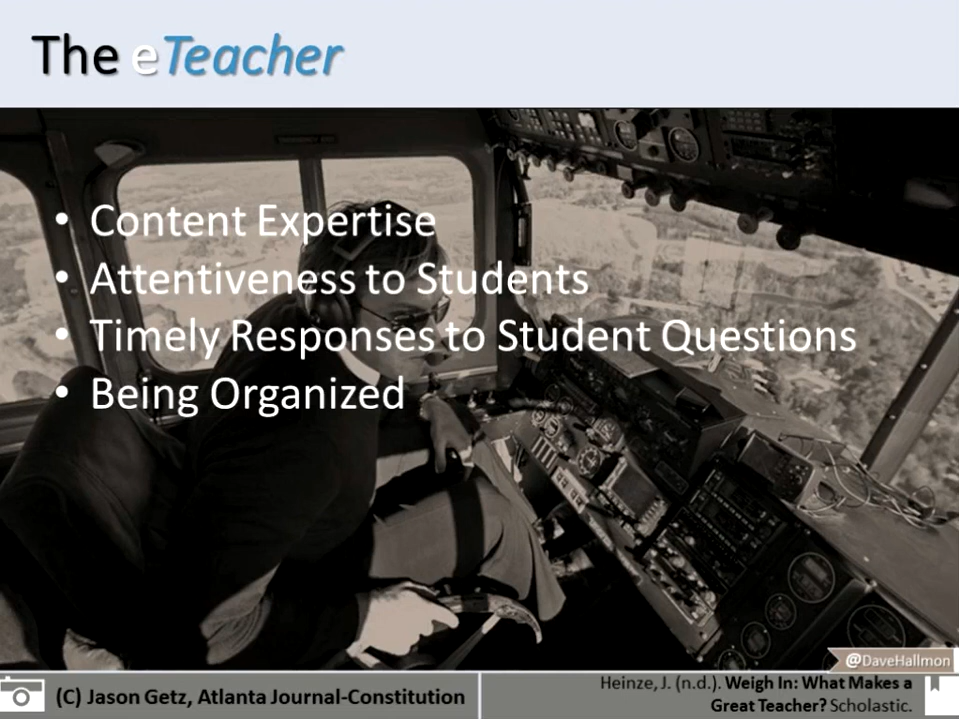 The eTeacher
• Content Expertise
• Attentiveness to Students
• Timely Responses to Student Questions
• Being Organized
@DaveHallmon
(C) Jason Getz, Atlanta Journal-Constitution
Heinze, J. (n.d.). Weigh In: What Makes a
Great Teacher? Scholastic.